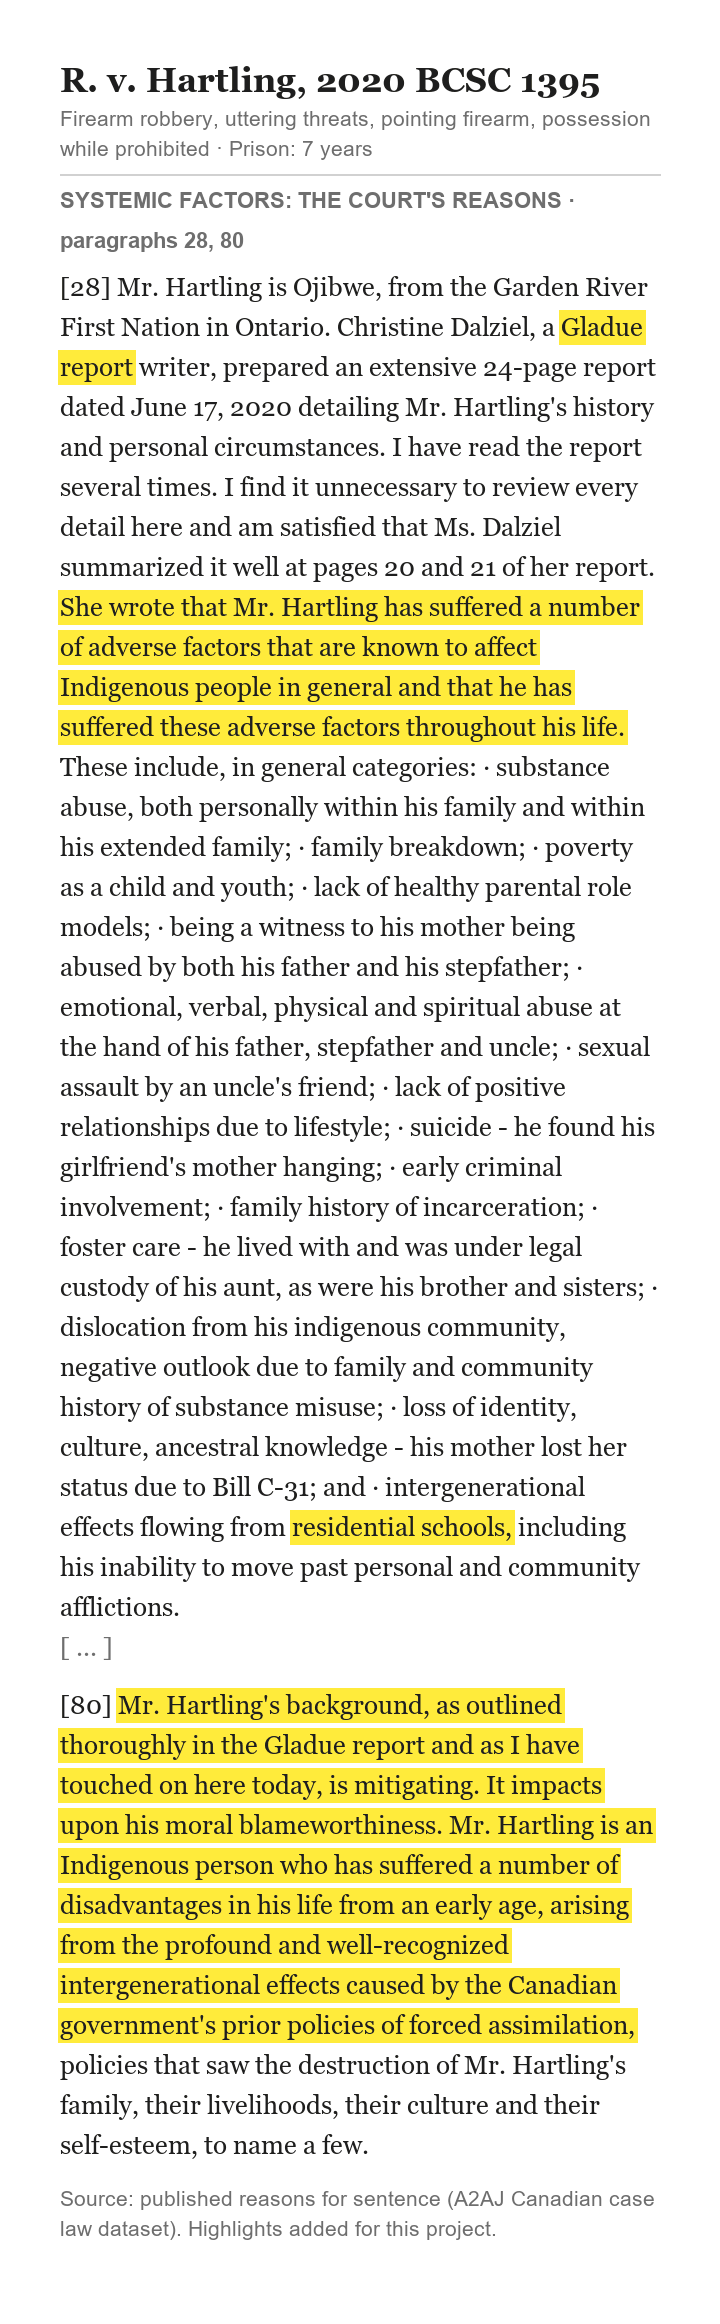 R. v. Hartling, 2020 BCSC 1395
Firearm robbery, uttering threats, pointing firearm, possession
while prohibited · Prison: 7 years
SYSTEMIC FACTORS: THE COURT'S REASONS ·
paragraphs 28, 80
[28] Mr. Hartling is Ojibwe, from the Garden River
First Nation in Ontario. Christine Dalziel, a Gladue
report writer, prepared an extensive 24-page report
dated June 17, 2020 detailing Mr. Hartling's history
and personal circumstances. I have read the report
several times. I find it unnecessary to review every
detail here and am satisfied that Ms. Dalziel
summarized it well at pages 20 and 21 of her report.
She wrote that Mr. Hartling has suffered a number
of adverse factors that are known to affect
Indigenous people in general and that he has
suffered these adverse factors throughout his life.
These include, in general categories: · substance
abuse, both personally within his family and within
his extended family; · family breakdown; · poverty
as a child and youth; · lack of healthy parental role
models; · being a witness to his mother being
abused by both his father and his stepfather; ·
emotional, verbal, physical and spiritual abuse at
the hand of his father, stepfather and uncle; · sexual
assault by an uncle's friend; · lack of positive
relationships due to lifestyle; · suicide - he found his
girlfriend's mother hanging; · early criminal
involvement; · family history of incarceration; ·
foster care - he lived with and was under legal
custody of his aunt, as were his brother and sisters; ·
dislocation from his indigenous community,
negative outlook due to family and community
history of substance misuse; · loss of identity,
culture, ancestral knowledge - his mother lost her
status due to Bill C-31; and · intergenerational
effects flowing from residential schools, including
his inability to move past personal and community
afflictions.
[ ... ]
[80] Mr. Hartling's background, as outlined
thoroughly in the Gladue report and as I have
touched on here today, is mitigating. It impacts
upon his moral blameworthiness. Mr. Hartling is an
Indigenous person who has suffered a number of
disadvantages in his life from an early age, arising
from the profound and well-recognized
intergenerational effects caused by the Canadian
government's prior policies of forced assimilation,
policies that saw the destruction of Mr. Hartling's
family, their livelihoods, their culture and their
self-esteem, to name a few.
Source: published reasons for sentence (A2AJ Canadian case
law dataset). Highlights added for this project.